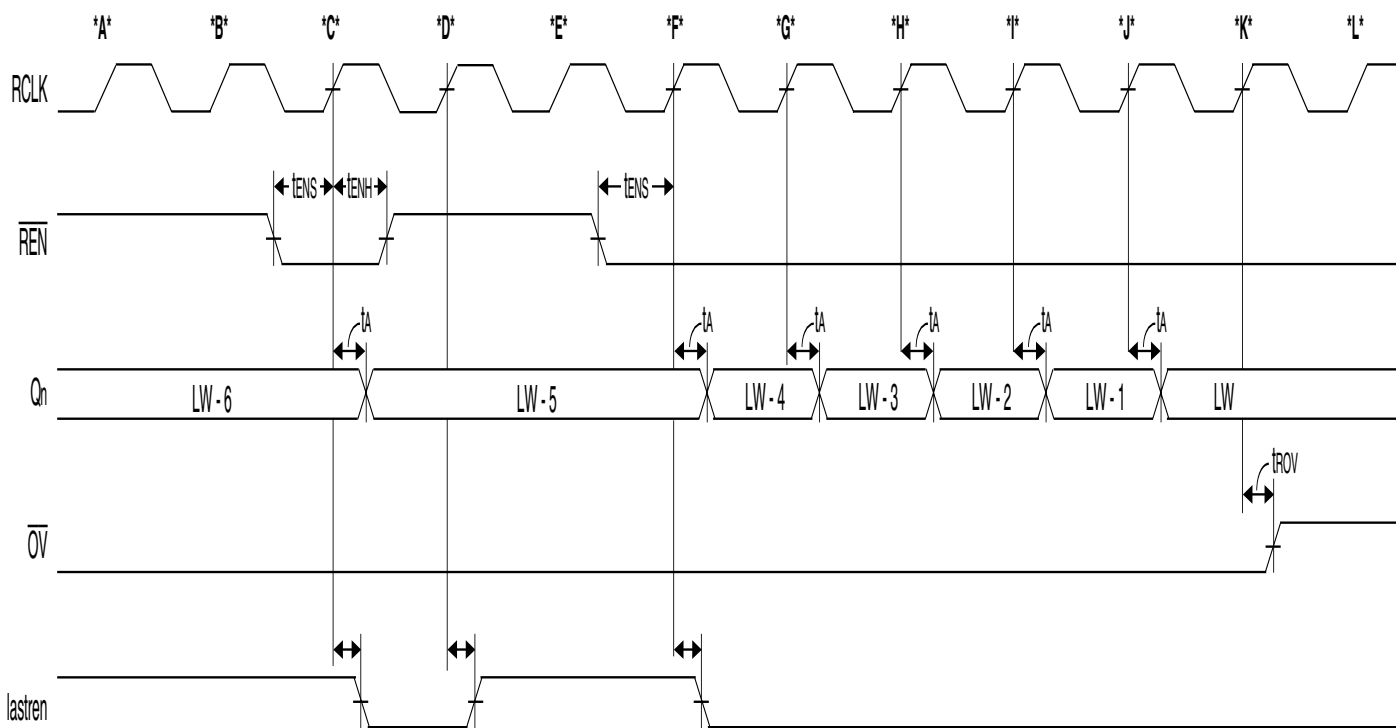 *A* *B* *C* *D* *E* *F* *G* *H* *I* *J* *K* *L*
RCLK
tENS tENH tENS
REN
tA tA tA tA tA tA
Qn LW - 6 LW - 5 LW - 4 LW - 3 LW - 2 LW - 1 LW
tROV
OV
lastren